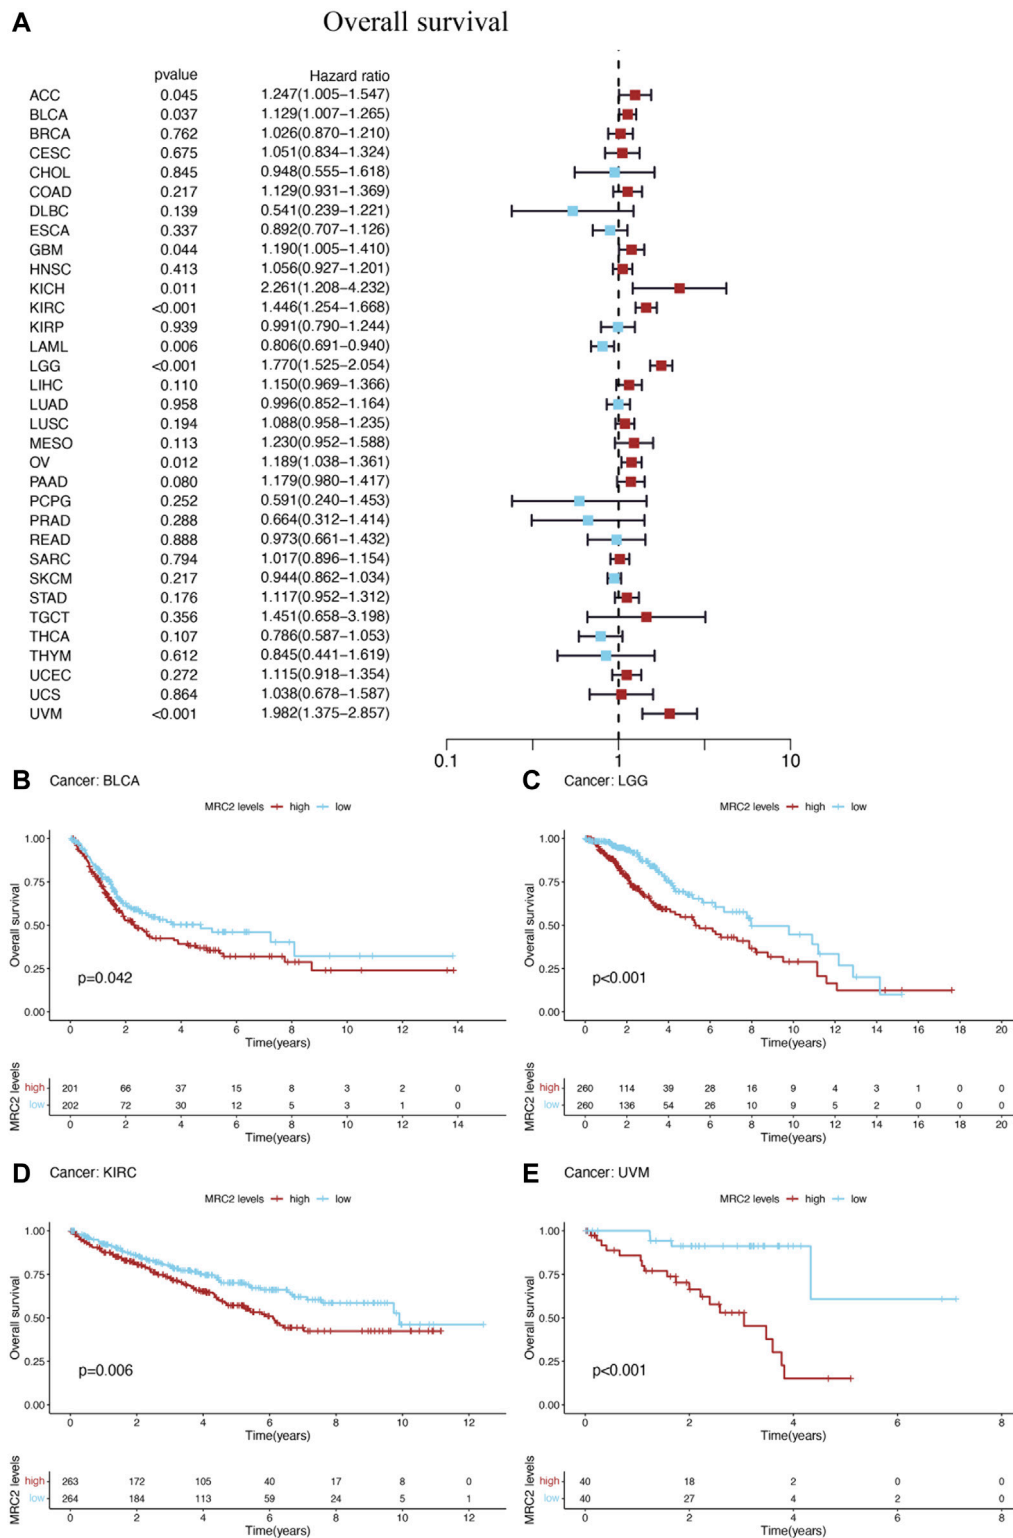 A Overall survival
pvalue Hazard ratio
ACC 0.045 1.247(1.005−1.547)
BLCA 0.037 1.129(1.007−1.265)
BRCA 0.762 1.026(0.870−1.210)
CESC 0.675 1.051(0.834−1.324)
CHOL 0.845 0.948(0.555−1.618)
COAD 0.217 1.129(0.931−1.369)
DLBC 0.139 0.541(0.239−1.221)
ESCA 0.337 0.892(0.707−1.126)
GBM 0.044 1.190(1.005−1.410)
HNSC 0.413 1.056(0.927−1.201)
KICH 0.011 2.261(1.208−4.232)
KIRC <0.001 1.446(1.254−1.668)
KIRP 0.939 0.991(0.790−1.244)
LAML 0.006 0.806(0.691−0.940)
LGG <0.001 1.770(1.525−2.054)
LIHC 0.110 1.150(0.969−1.366)
LUAD 0.958 0.996(0.852−1.164)
LUSC 0.194 1.088(0.958−1.235)
MESO 0.113 1.230(0.952−1.588)
OV 0.012 1.189(1.038−1.361)
PAAD 0.080 1.179(0.980−1.417)
PCPG 0.252 0.591(0.240−1.453)
PRAD 0.288 0.664(0.312−1.414)
READ 0.888 0.973(0.661−1.432)
SARC 0.794 1.017(0.896−1.154)
SKCM 0.217 0.944(0.862−1.034)
STAD 0.176 1.117(0.952−1.312)
TGCT 0.356 1.451(0.658−3.198)
THCA 0.107 0.786(0.587−1.053)
THYM 0.612 0.845(0.441−1.619)
UCEC 0.272 1.115(0.918−1.354)
UCS 0.864 1.038(0.678−1.587)
UVM <0.001 1.982(1.375−2.857)
0.1 1 10
B Cancer: BLCA
MRC2 levels high low
Overall survival
1.00
0.75
0.50
0.25
0.00
p=0.042
0 2 4 6 8 10 12 14
Time(years)
MRC2 levels
high 201 66 37 15 8 3 2 0
low 202 72 30 12 5 3 1 0
0 2 4 6 8 10 12 14
Time(years)
C Cancer: LGG
MRC2 levels high low
Overall survival
1.00
0.75
0.50
0.25
0.00
p<0.001
0 2 4 6 8 10 12 14 16 18 20
Time(years)
MRC2 levels
high 260 114 39 28 16 9 4 3 1 0 0
low 260 136 54 26 10 9 5 2 0 0 0
0 2 4 6 8 10 12 14 16 18 20
Time(years)
D Cancer: KIRC
MRC2 levels high low
Overall survival
1.00
0.75
0.50
0.25
0.00
p=0.006
0 2 4 6 8 10 12
Time(years)
MRC2 levels
high 263 172 105 40 17 8 0
low 264 184 113 59 24 5 1
0 2 4 6 8 10 12
Time(years)
E Cancer: UVM
MRC2 levels high low
Overall survival
1.00
0.75
0.50
0.25
0.00
p<0.001
0 2 4 6 8
Time(years)
MRC2 levels
high 40 18 2 0 0
low 40 27 4 2 0
0 2 4 6 8
Time(years)